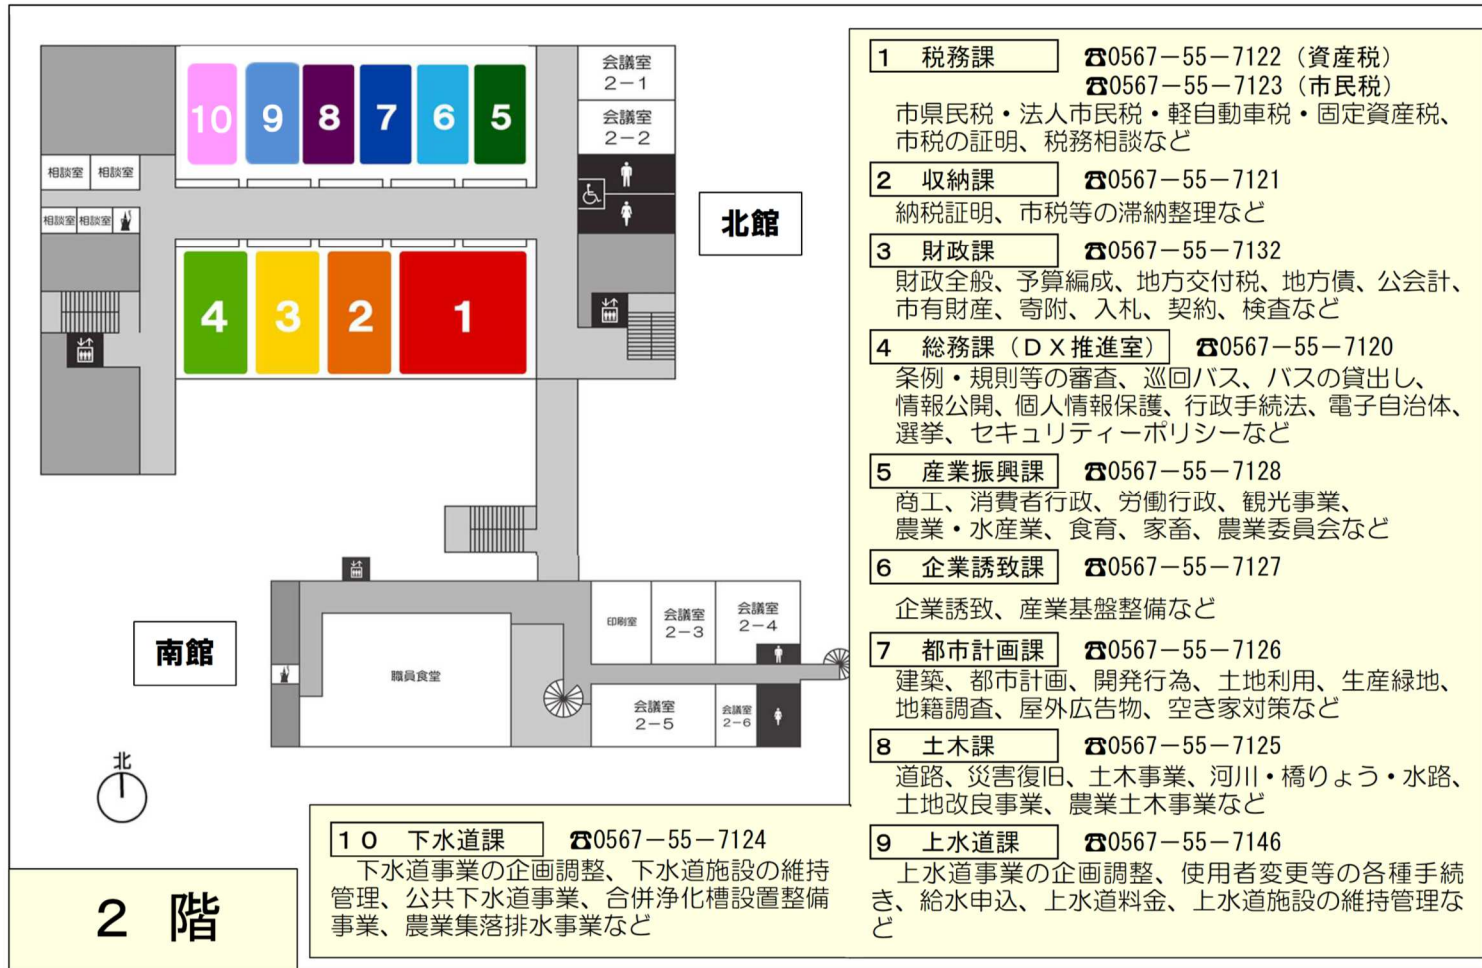 会議室
2-1
会議室
2-2
10
9
8
7
6
5
相談室
相談室
相談室
相談室
北館
4
3
2
1
印刷室
会議室
2-3
会議室
2-4
南館
職員食堂
会議室
2-5
会議室
2-6
北
1 税務課 ☎0567-55-7122（資産税）
☎0567-55-7123（市民税）
市県民税・法人市民税・軽自動車税・固定資産税、
市税の証明、税務相談など
2 収納課 ☎0567-55-7121
納税証明、市税等の滞納整理など
3 財政課 ☎0567-55-7132
財政全般、予算編成、地方交付税、地方債、公会計、
市有財産、寄附、入札、契約、検査など
4 総務課（DX推進室） ☎0567-55-7120
条例・規則等の審査、巡回バス、バスの貸出し、
情報公開、個人情報保護、行政手続法、電子自治体、
選挙、セキュリティーポリシーなど
5 産業振興課 ☎0567-55-7128
商工、消費者行政、労働行政、観光事業、
農業・水産業、食育、家畜、農業委員会など
6 企業誘致課 ☎0567-55-7127
企業誘致、産業基盤整備など
7 都市計画課 ☎0567-55-7126
建築、都市計画、開発行為、土地利用、生産緑地、
地籍調査、屋外広告物、空き家対策など
8 土木課 ☎0567-55-7125
道路、災害復旧、土木事業、河川・橋りょう・水路、
土地改良事業、農業土木事業など
9 上水道課 ☎0567-55-7146
上水道事業の企画調整、使用者変更等の各種手続
き、給水申込、上水道料金、上水道施設の維持管理な
ど
10 下水道課 ☎0567-55-7124
下水道事業の企画調整、下水道施設の維持
管理、公共下水道事業、合併浄化槽設置整備
事業、農業集落排水事業など
2 階